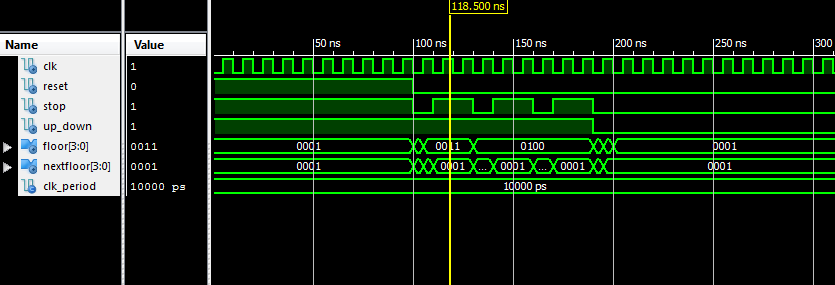 118.500 ns
Name Value 50 ns 100 ns 150 ns 200 ns 250 ns 300
clk 1
reset 0
stop 1
up_down 1
floor[3:0] 0011 0001 0011 0100 0001
nextfloor[3:0] 0001 0001 0001 ... 0001 ... 0001 0001
clk_period 10000 ps 10000 ps